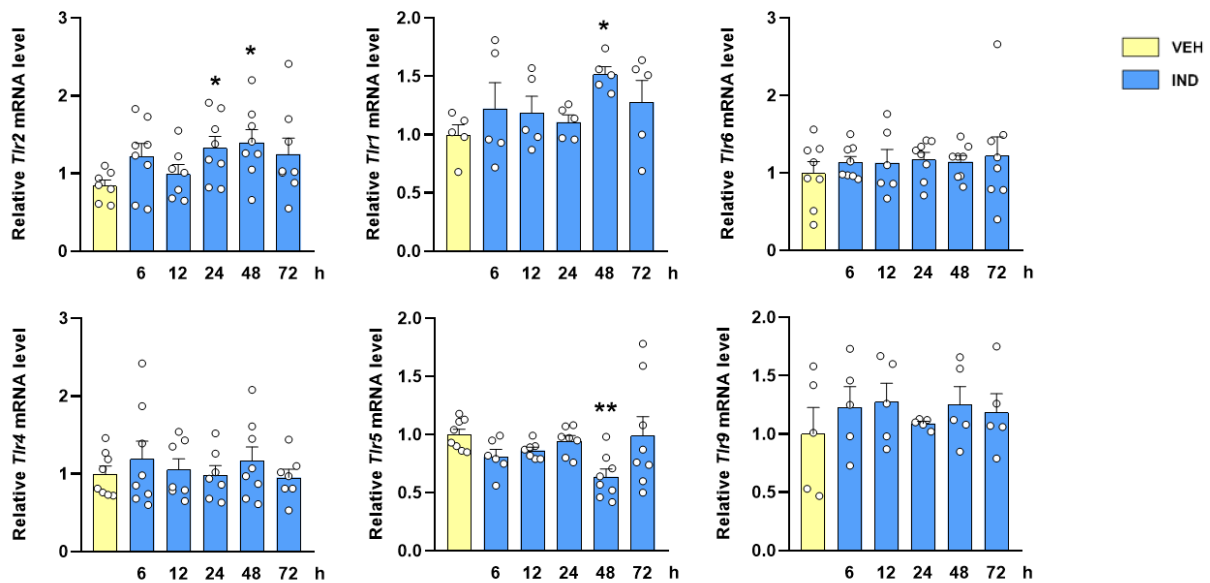 Relative Tlr2 mRNA level
3
2
1
0
*
*
6 12 24 48 72 h
Relative Tlr1 mRNA level
2.0
1.5
1.0
0.5
0.0
*
6 12 24 48 72 h
Relative Tlr6 mRNA level
3
2
1
0
6 12 24 48 72 h
VEH
IND
Relative Tlr4 mRNA level
3
2
1
0
6 12 24 48 72 h
Relative Tlr5 mRNA level
2.0
1.5
1.0
0.5
0.0
**
6 12 24 48 72 h
Relative Tlr9 mRNA level
2.0
1.5
1.0
0.5
0.0
6 12 24 48 72 h